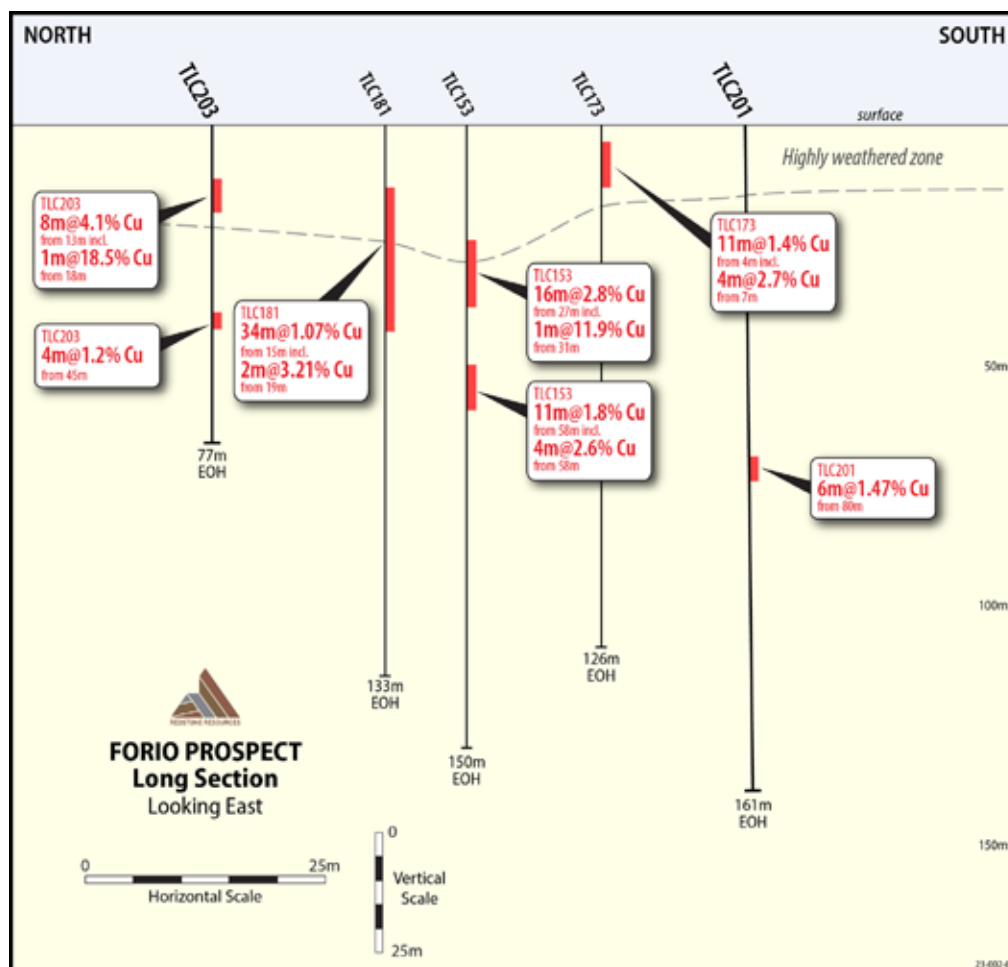 NORTH
SOUTH
TLC203
TLC181
TLC153
TLC173
TLC201
surface
Highly weathered zone
TLC203
8m@4.1% Cu
from 13m incl.
1m@18.5% Cu
from 18m
TLC203
4m@1.2% Cu
from 45m
TLC181
34m@1.07% Cu
from 15m incl.
2m@3.21% Cu
from 19m
TLC153
16m@2.8% Cu
from 27m incl.
1m@11.9% Cu
from 31m
TLC153
11m@1.8% Cu
from 58m incl.
4m@2.6% Cu
from 58m
TLC173
11m@1.4% Cu
from 4m incl.
4m@2.7% Cu
from 7m
TLC201
6m@1.47% Cu
from 80m
50m
100m
150m
77m
EOH
133m
EOH
150m
EOH
126m
EOH
161m
EOH
REDSTONE RESOURCES
FORIO PROSPECT
Long Section
Looking East
0
25m
Horizontal Scale
0
Vertical
Scale
25m